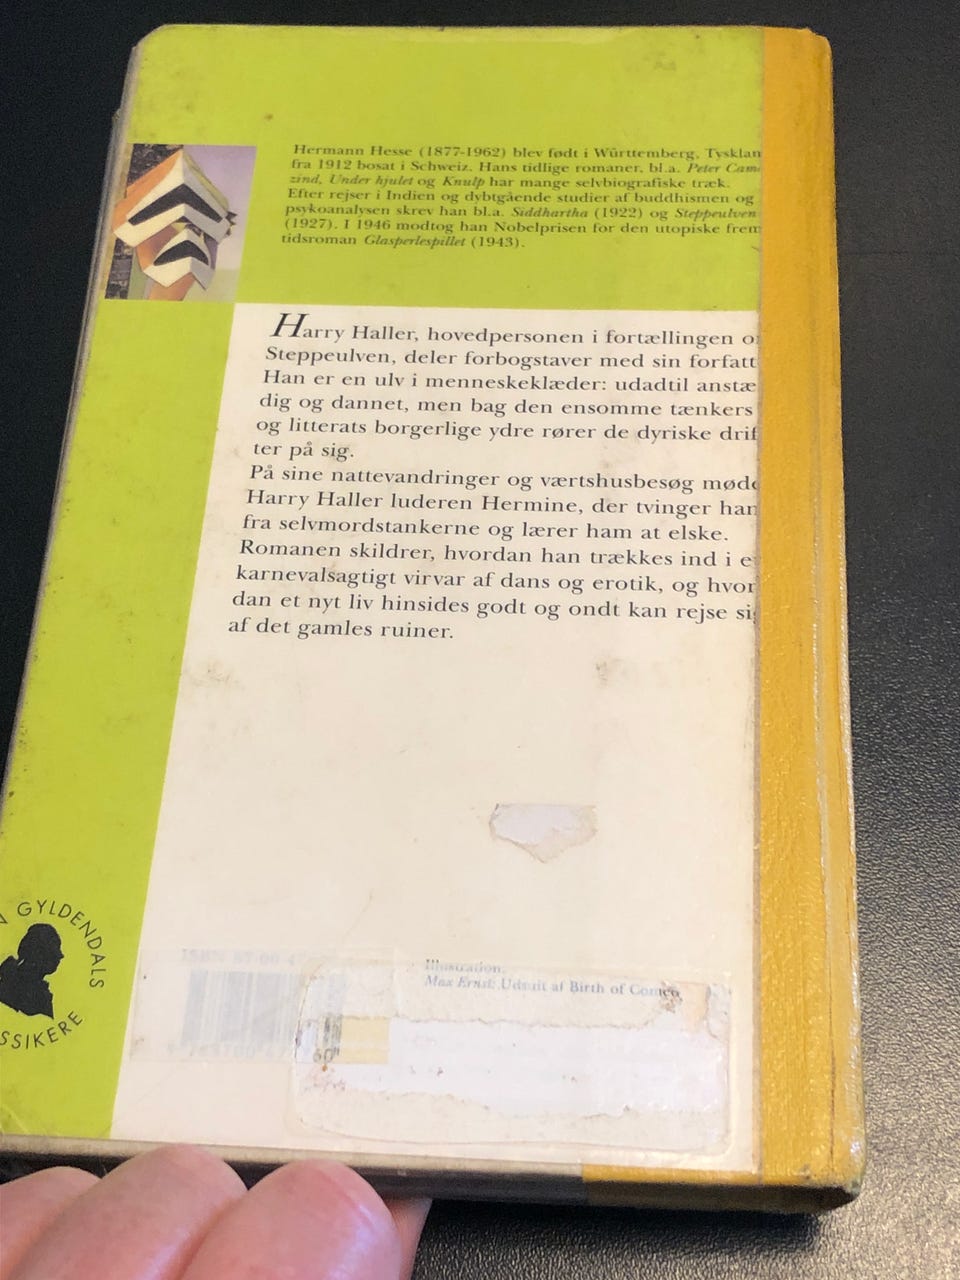 Hermann Hesse (1877-1962) blev født i Württemberg, Tysklan
fra 1912 bosat i Schweiz. Hans tidlige romaner, bl.a. Peter Cam
zind, Under hjulet og Knulp har mange selvbiografiske træk.
Efter rejser i Indien og dybtgående studier af buddhismen og
psykoanalysen skrev han bl.a. Siddhartha (1922) og Steppeulven
(1927). I 1946 modtog han Nobelprisen for den utopiske frem
tidsroman Glasperlespillet (1943).
Harry Haller, hovedpersonen i fortællingen o
Steppeulven, deler forbogstaver med sin forfatt
Han er en ulv i menneskeklæder: udadtil anstæ
dig og dannet, men bag den ensomme tænkers
og litterats borgerlige ydre rører de dyriske drif
ter på sig.
På sine nattevandringer og værtshusbesøg møde
Harry Haller luderen Hermine, der tvinger han
fra selvmordstankerne og lærer ham at elske.
Romanen skildrer, hvordan han trækkes ind i e
karnevalsagtigt virvar af dans og erotik, og hvor
dan et nyt liv hinsides godt og ondt kan rejse si
af det gamles ruiner.
GYLDENDALS
SSIKERE
ISBN 87 00 4
Illustration:
Max Ernst: Udsnit af Birth of Comed